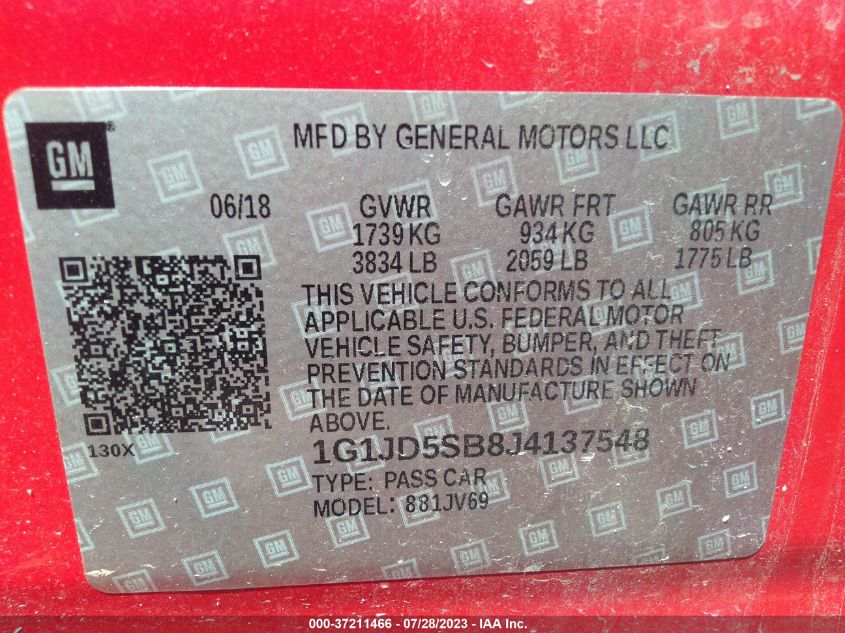 GM
MFD BY GENERAL MOTORS LLC
06/18 GVWR GAWR FRT GAWR RR
1739 KG 934 KG 805 KG
3834 LB 2059 LB 1775 LB
THIS VEHICLE CONFORMS TO ALL
APPLICABLE U.S. FEDERAL MOTOR
VEHICLE SAFETY, BUMPER, AND THEFT
PREVENTION STANDARDS IN EFFECT ON
THE DATE OF MANUFACTURE SHOWN
ABOVE.
130X
1G1JD5SB8J4137548
TYPE: PASS CAR
MODEL: 881JV69
000-37211466 - 07/28/2023 - IAA Inc.